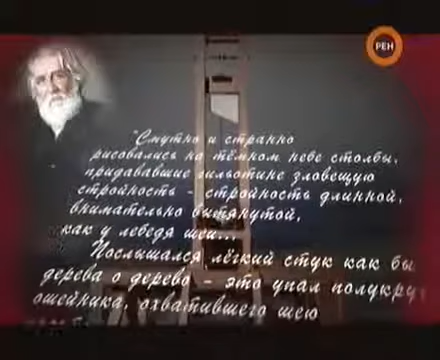 РЕН
"Смутно и странно
рисовались на тёмном небе столбы,
придававшие гильотине зловещую
стройность - стройность длинной,
внимательно вытянутой,
как у лебедя шеи...
Послышался лёгкий стук как бы
дерева о дерево - это упал полукру
ошейника, охватившего шею